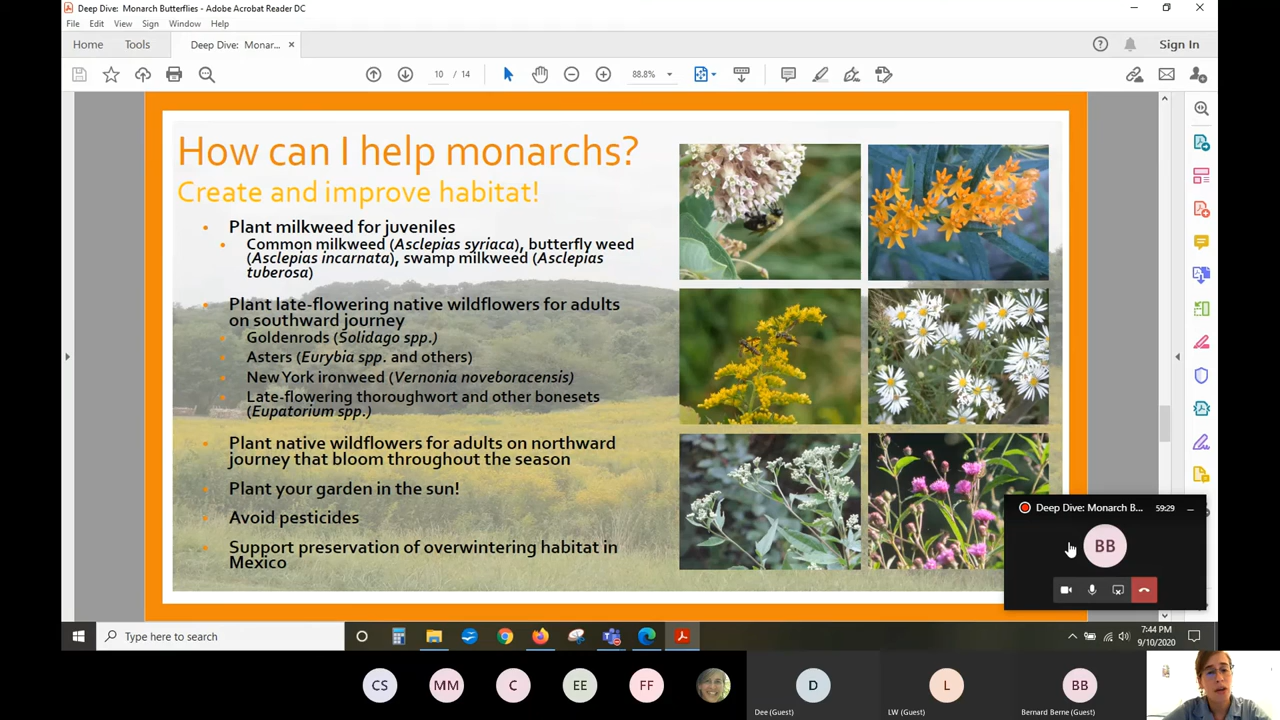 Deep Dive: Monarch Butterflies - Adobe Acrobat Reader DC
File Edit View Sign Window Help
Home Tools Deep Dive: Monar... × Sign In
10 / 14 88.8%
How can I help monarchs?
Create and improve habitat!
• Plant milkweed for juveniles
• Common milkweed (Asclepias syriaca), butterfly weed
(Asclepias incarnata), swamp milkweed (Asclepias
tuberosa)
• Plant late-flowering native wildflowers for adults
on southward journey
• Goldenrods (Solidago spp.)
• Asters (Eurybia spp. and others)
• New York ironweed (Vernonia noveboracensis)
• Late-flowering thoroughwort and other bonesets
(Eupatorium spp.)
• Plant native wildflowers for adults on northward
journey that bloom throughout the season
• Plant your garden in the sun!
• Avoid pesticides
• Support preservation of overwintering habitat in
Mexico
Deep Dive: Monarch B... 59:29
BB
Type here to search
7:44 PM
9/10/2020
CS MM C EE FF D L BB
Dee (Guest) LW (Guest) Bernard Berne (Guest)